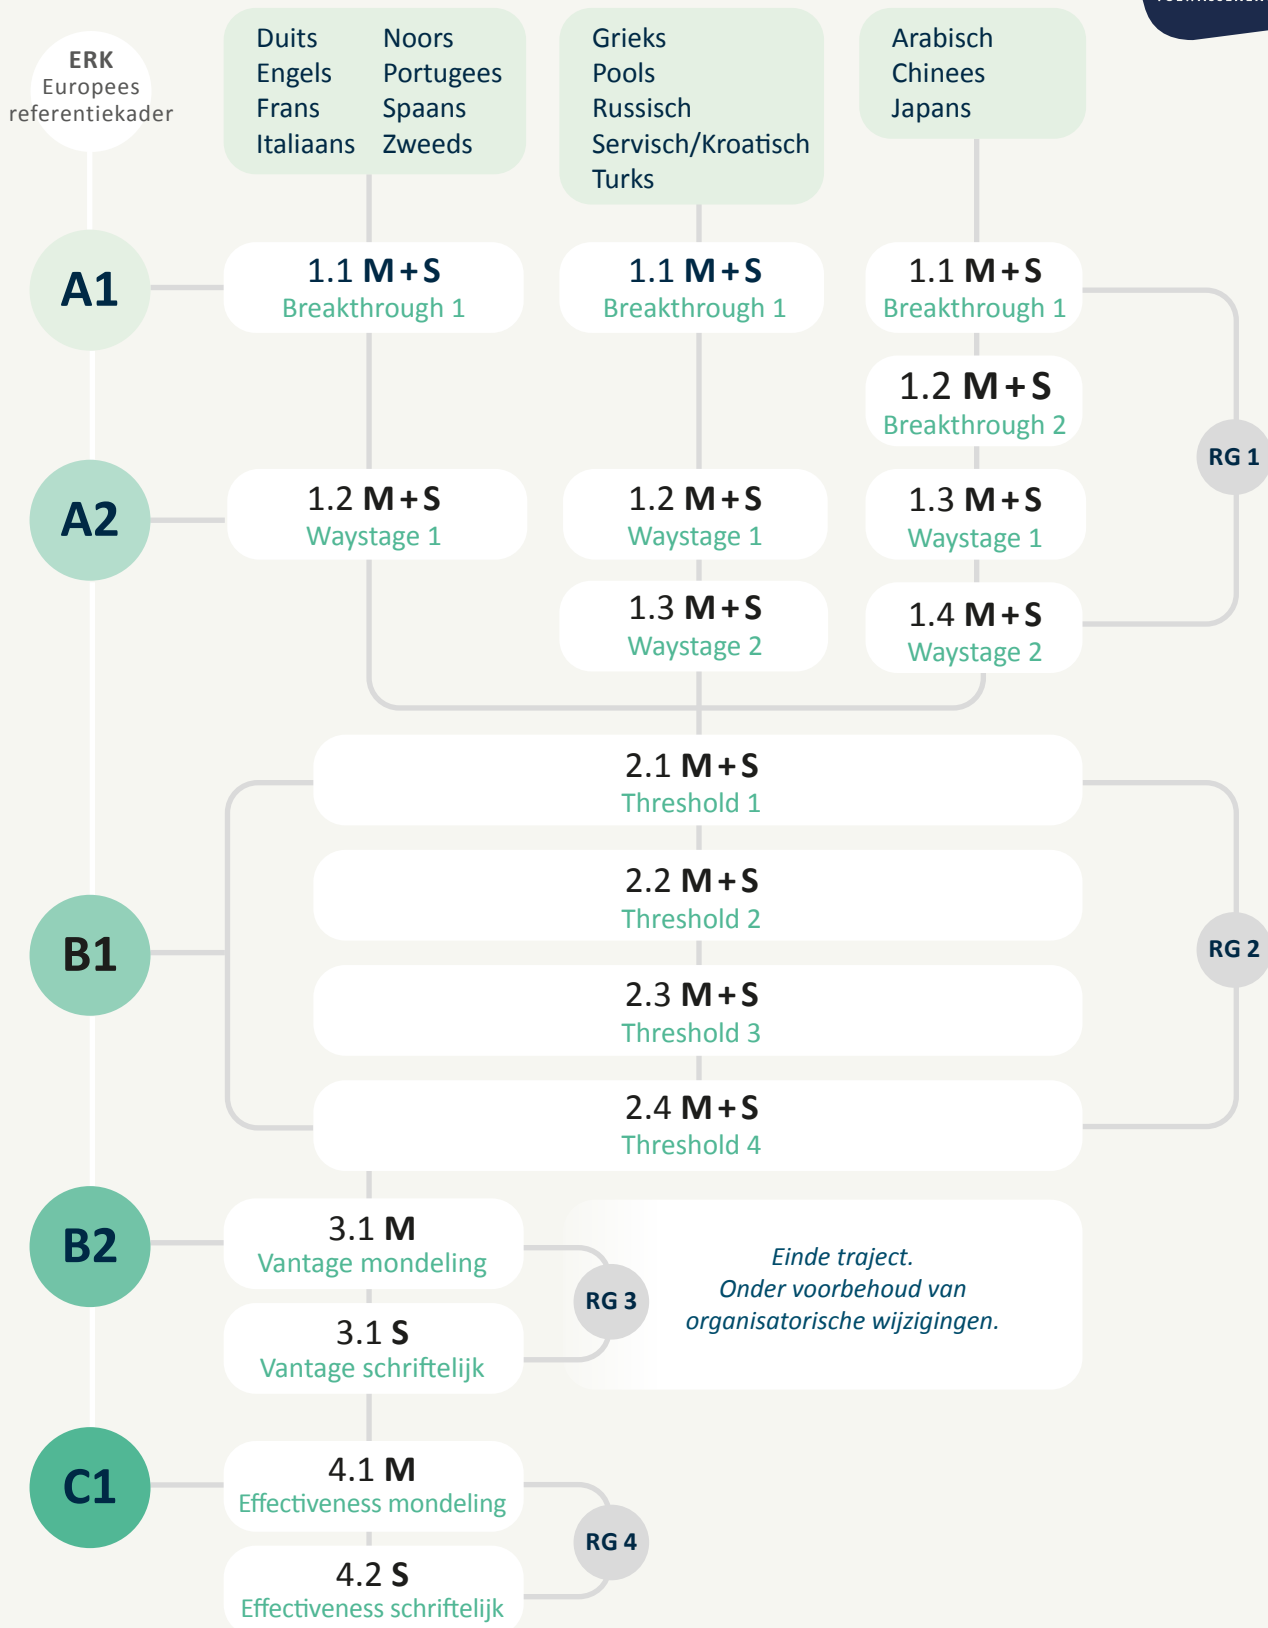 ERK
Europees
referentiekader
Duits
Engels
Frans
Italiaans
Noors
Portugees
Spaans
Zweeds
Grieks
Pools
Russisch
Servisch/Kroatisch
Turks
Arabisch
Chinees
Japans
A1
1.1 M + S
Breakthrough 1
1.1 M + S
Breakthrough 1
1.1 M + S
Breakthrough 1
1.2 M + S
Breakthrough 2
RG 1
A2
1.2 M + S
Waystage 1
1.2 M + S
Waystage 1
1.3 M + S
Waystage 1
1.3 M + S
Waystage 2
1.4 M + S
Waystage 2
2.1 M + S
Threshold 1
2.2 M + S
Threshold 2
B1
RG 2
2.3 M + S
Threshold 3
2.4 M + S
Threshold 4
B2
3.1 M
Vantage mondeling
RG 3
3.1 S
Vantage schriftelijk
Einde traject.
Onder voorbehoud van
organisatorische wijzigingen.
C1
4.1 M
Effectiveness mondeling
RG 4
4.2 S
Effectiveness schriftelijk